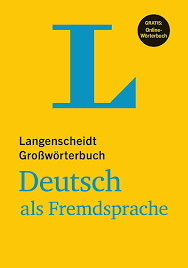 GRATIS:
Online-
Wörterbuch
L
Langenscheidt
Großwörterbuch
Deutsch
als Fremdsprache